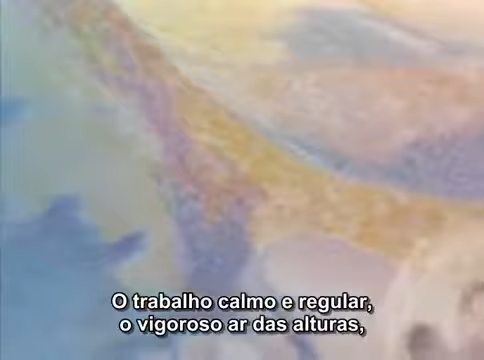 O trabalho calmo e regular,
o vigoroso ar das alturas,